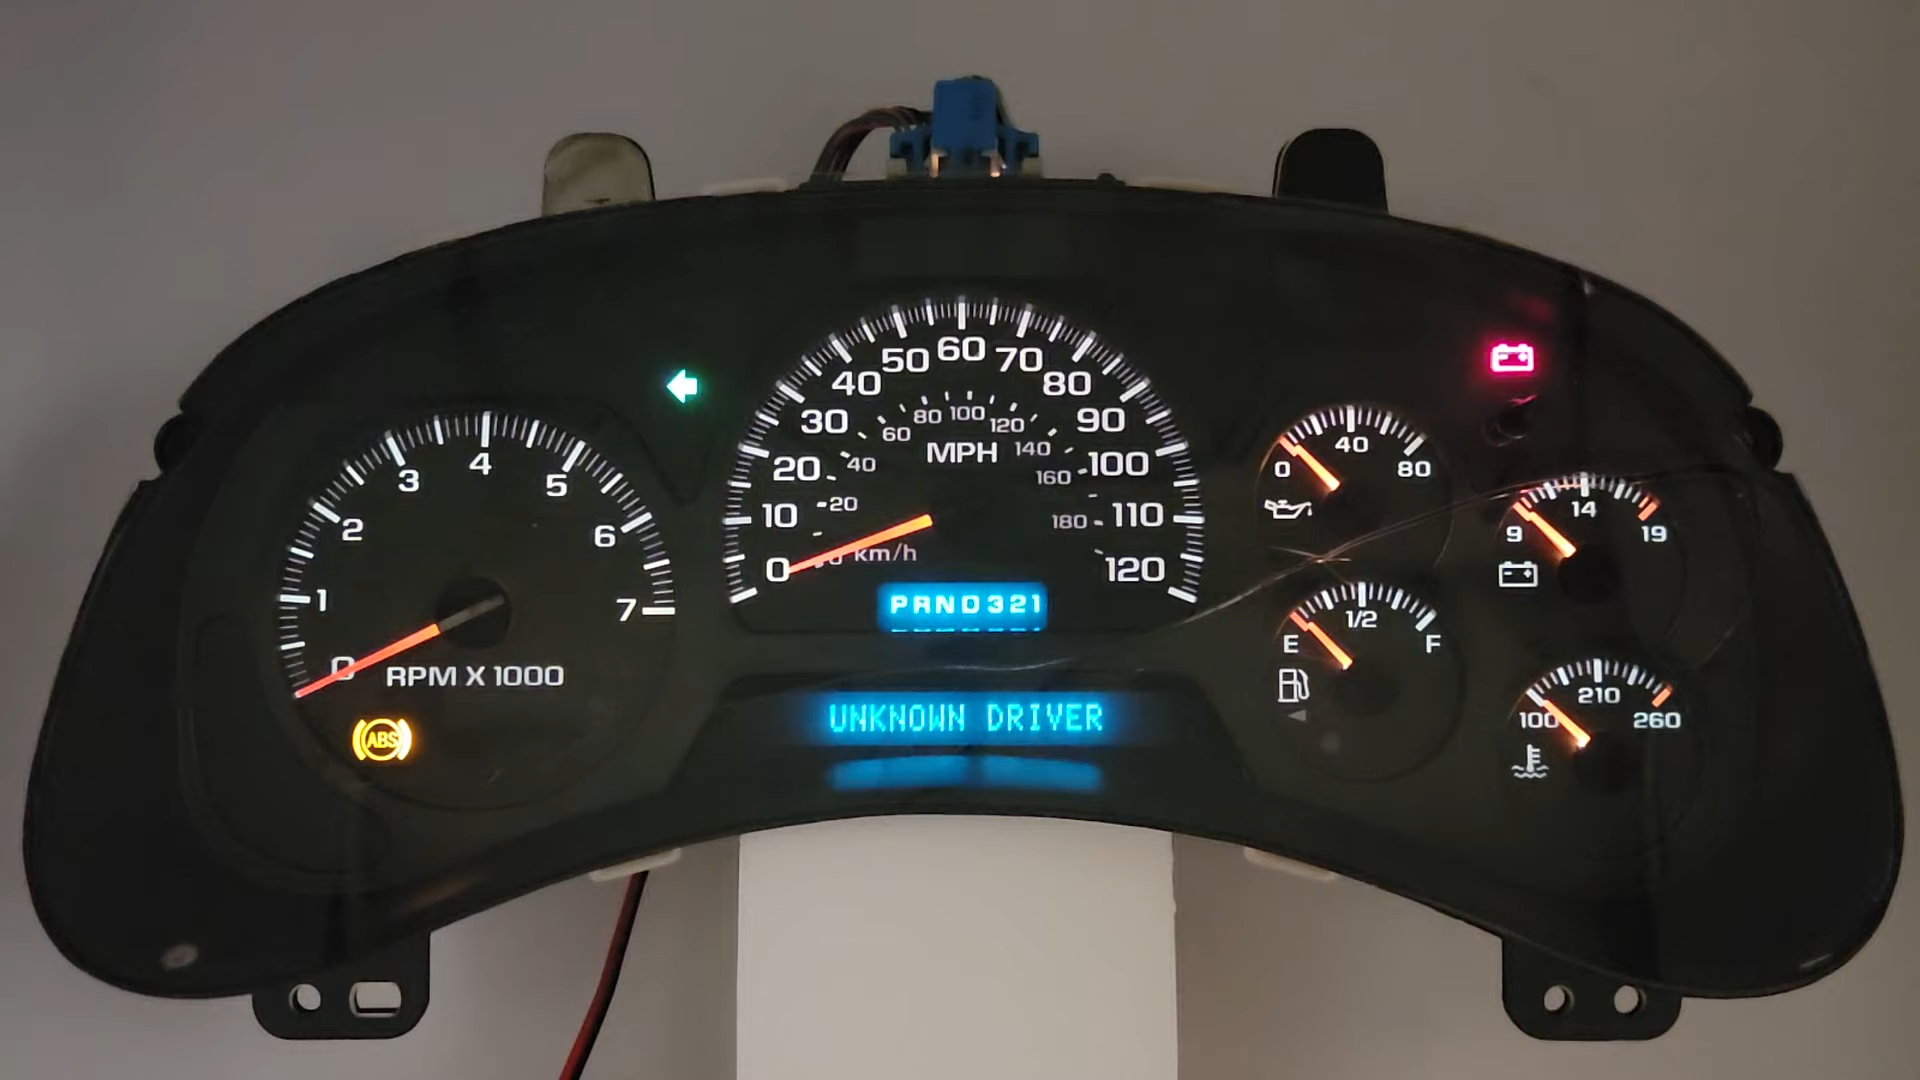 0 1 2 3 4 5 6 7
RPM X 1000
ABS
0 10 20 30 40 50 60 70 80 90 100 110 120
MPH
20 40 60 80 100 120 140 160 180
km/h
PRND321
UNKNOWN DRIVER
0 40 80
9 14 19
E 1/2 F
100 210 260